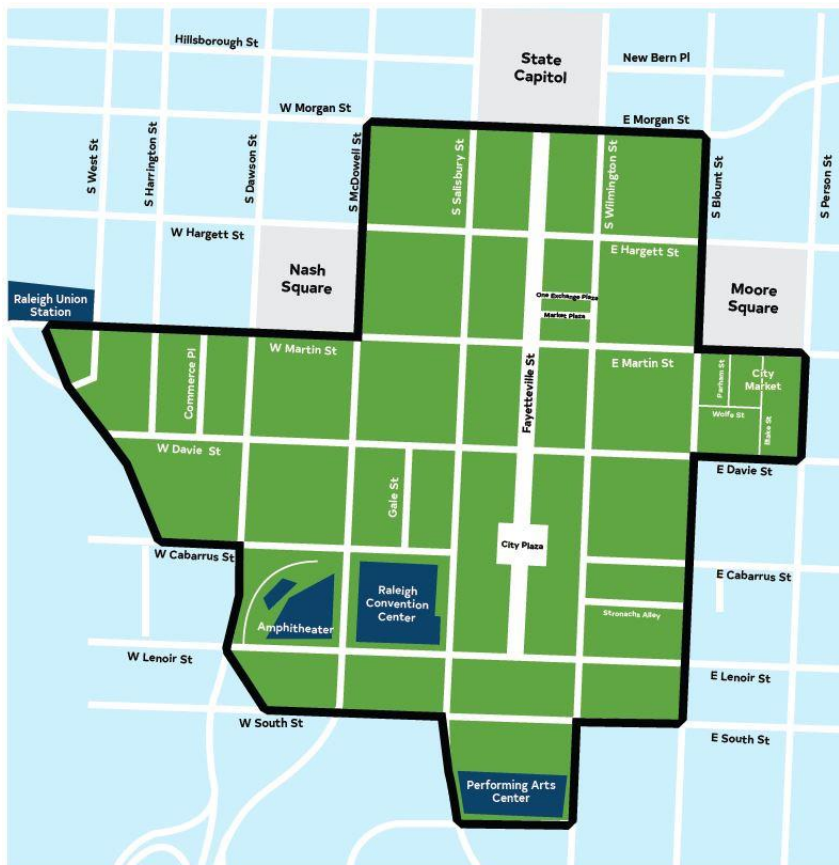 Hillsborough St
State
Capitol
New Bern Pl
W Morgan St
E Morgan St
S West St
S Harrington St
S Dawson St
S McDowell St
S Salisbury St
S Wilmington St
S Blount St
S Person St
W Hargett St
E Hargett St
Nash
Square
Moore
Square
Raleigh Union
Station
One Exchange Plaza
Market Plaza
W Martin St
E Martin St
Commerce Pl
Fayetteville St
Parham St
City
Market
Wolfe St
Blake St
W Davie St
E Davie St
Gale St
City Plaza
W Cabarrus St
E Cabarrus St
Raleigh
Convention
Center
Amphitheater
Stronachs Alley
W Lenoir St
E Lenoir St
W South St
E South St
Performing Arts
Center